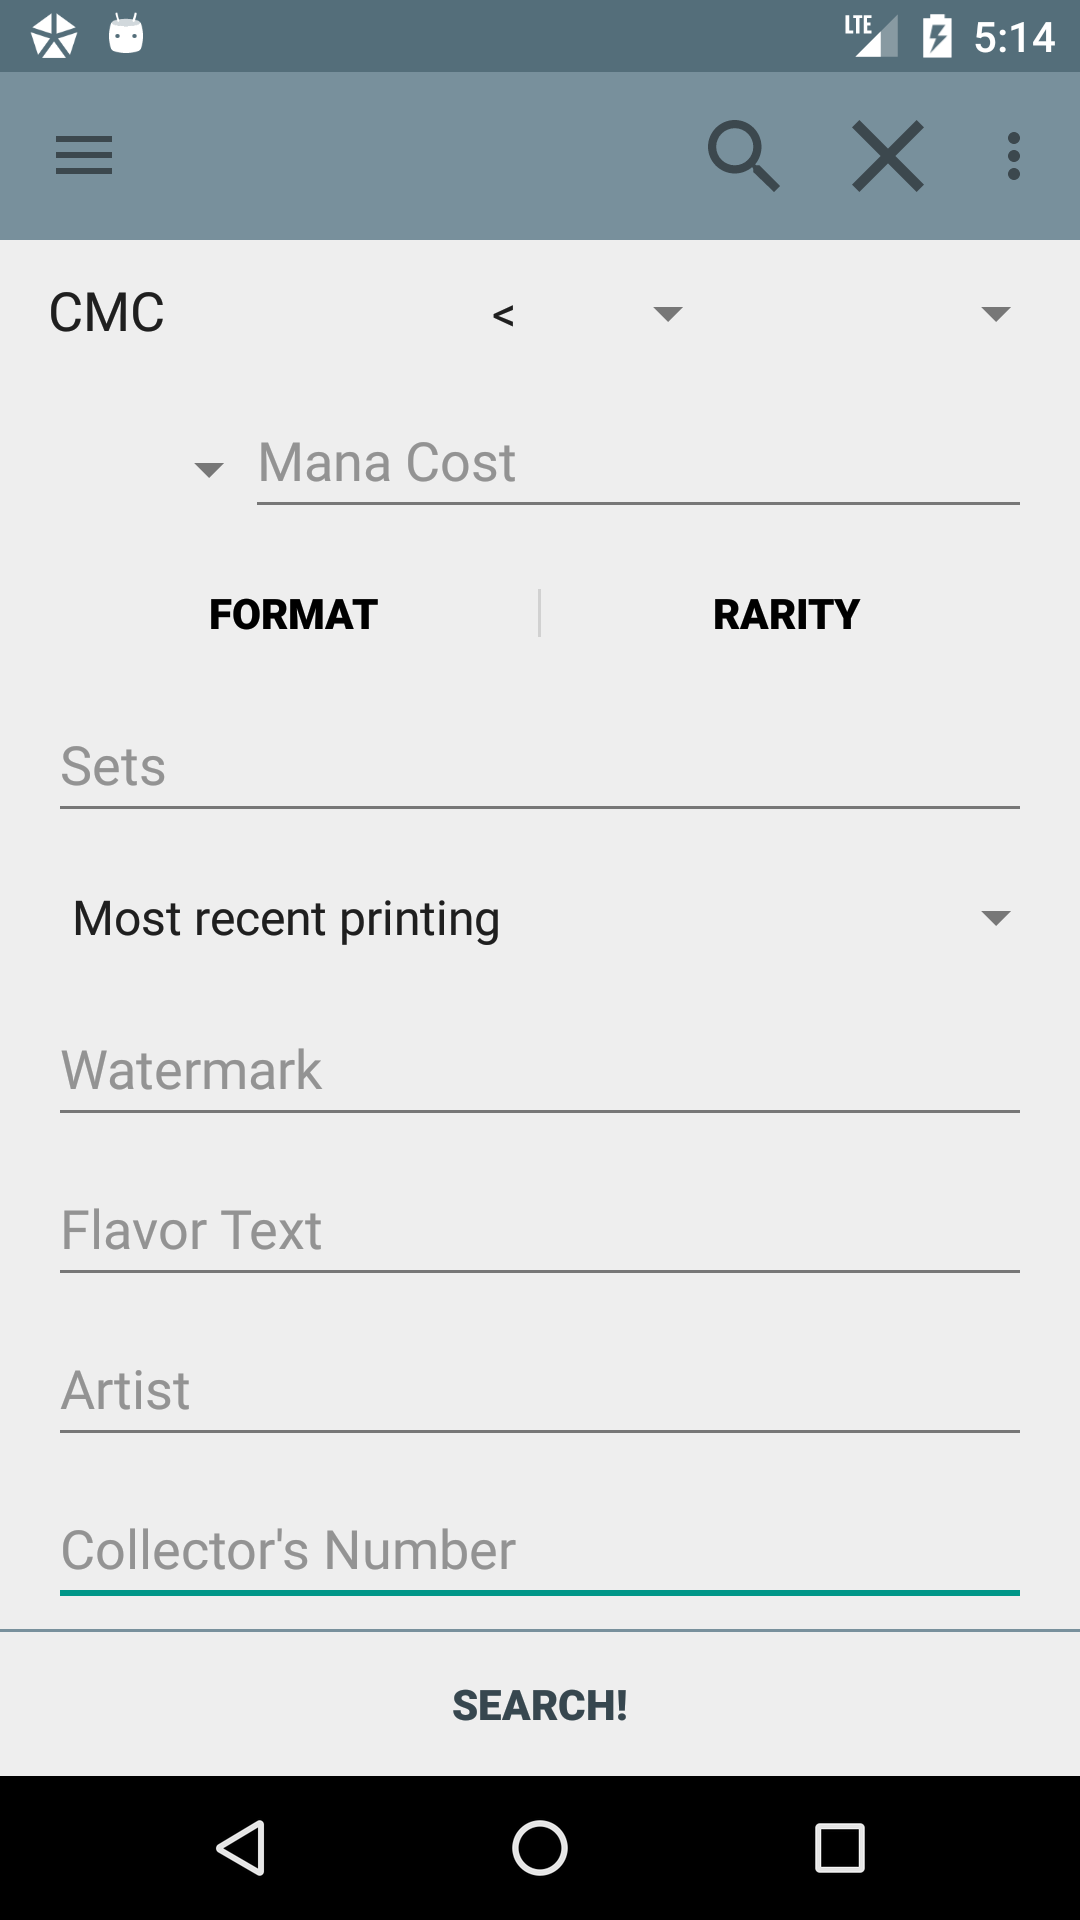 LTE 5:14
CMC <
Mana Cost
FORMAT RARITY
Sets
Most recent printing
Watermark
Flavor Text
Artist
Collector's Number
SEARCH!